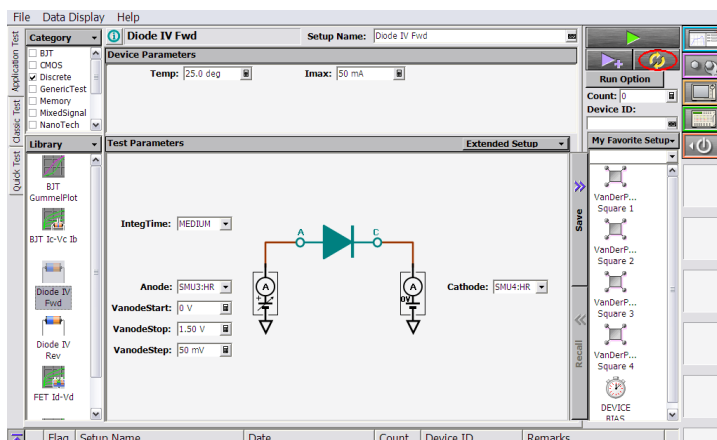 File Data Display Help
Application Test
Classic Test
Quick Test
Category
BJT
CMOS
Discrete
GenericTest
Memory
MixedSignal
NanoTech
Library
BJT
GummelPlot
BJT Ic-Vc Ib
Diode IV
Fwd
Diode IV
Rev
FET Id-Vd
Diode IV Fwd
Setup Name: Diode IV Fwd
Device Parameters
Temp: 25.0 deg
Imax: 50 mA
Test Parameters
Extended Setup
IntegTime: MEDIUM
A
C
A
A
0V
Anode: SMU3:HR
Cathode: SMU4:HR
VanodeStart: 0 V
VanodeStop: 1.50 V
VanodeStep: 50 mV
Save
Recall
Run Option
Count: 0
Device ID:
My Favorite Setup
VanDerP...
Square 1
VanDerP...
Square 2
VanDerP...
Square 3
VanDerP...
Square 4
DEVICE
BIAS
Flag Setup Name Date Count Device ID Remarks